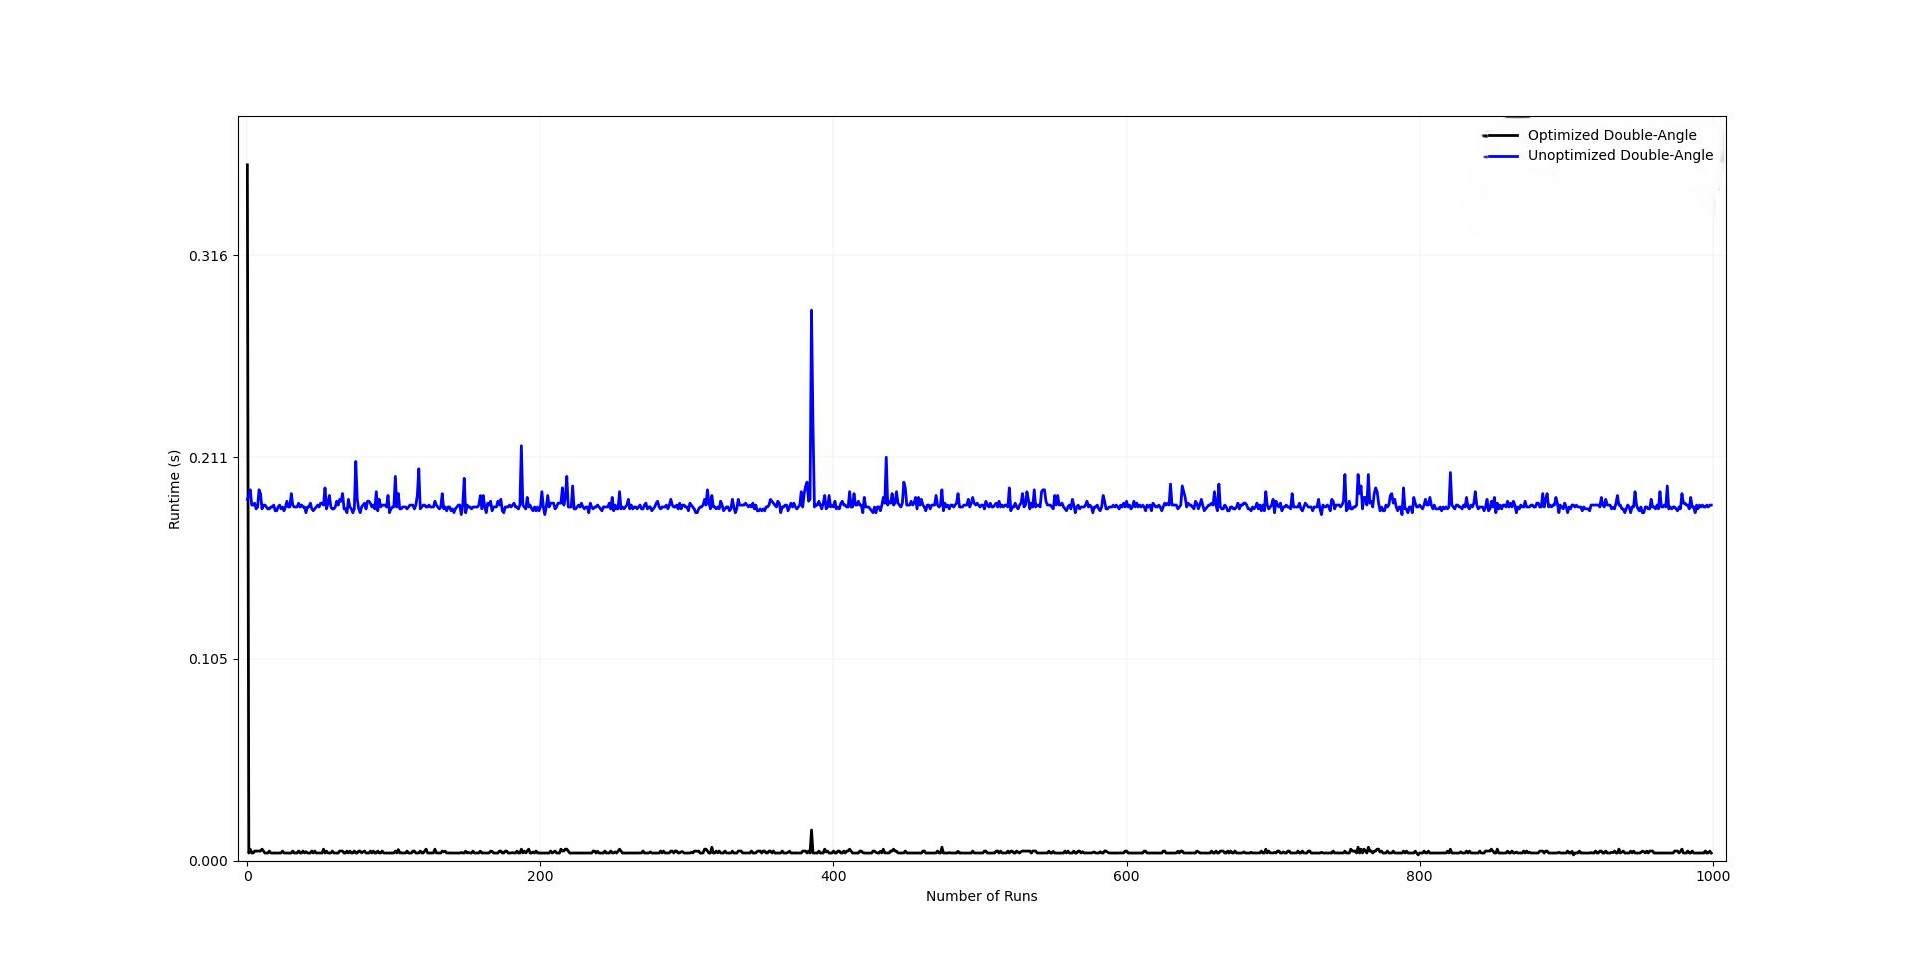 Optimized Double-Angle
Unoptimized Double-Angle
0.316
0.211
0.105
0.000
Runtime (s)
0 200 400 600 800 1000
Number of Runs